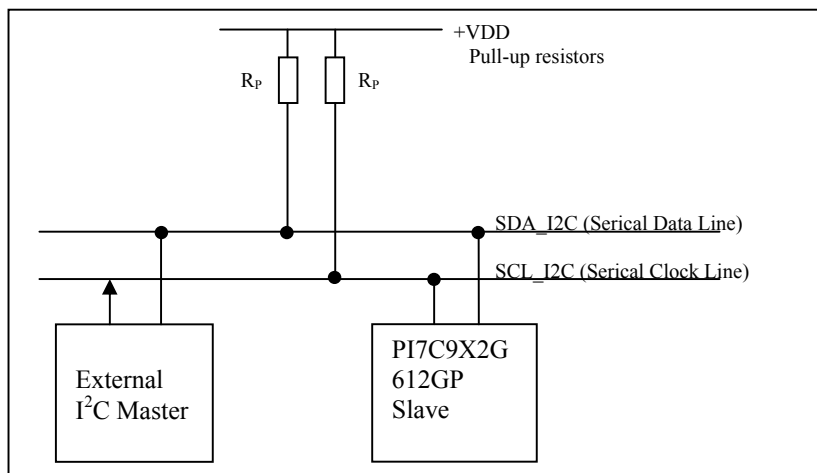 +VDD
Pull-up resistors
RP RP
SDA_I2C (Serical Data Line)
SCL_I2C (Serical Clock Line)
External
I²C Master
PI7C9X2G
612GP
Slave